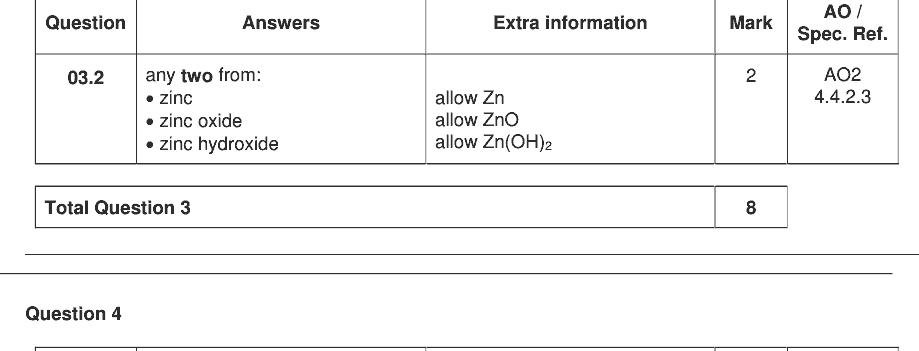 Question Answers Extra information Mark AO /
Spec. Ref.
03.2 any two from: 2 AO2
• zinc allow Zn 4.4.2.3
• zinc oxide allow ZnO
• zinc hydroxide allow Zn(OH)₂
Total Question 3 8
Question 4